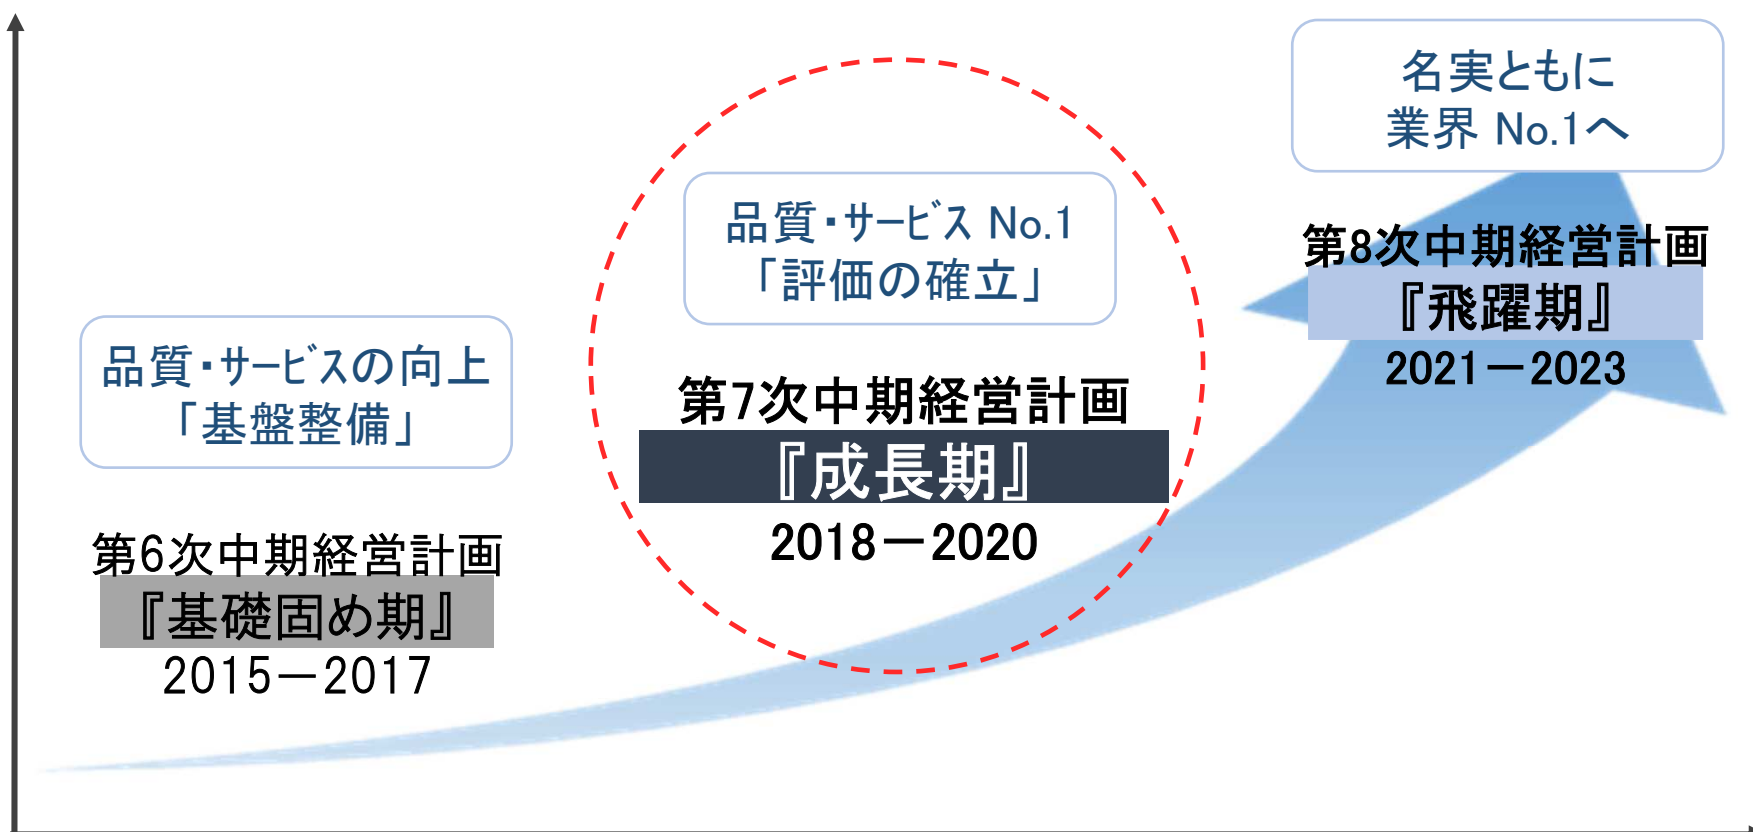 品質・サービスの向上
「基盤整備」
第6次中期経営計画
『基礎固め期』
2015－2017
品質・サービス No.1
「評価の確立」
第7次中期経営計画
『成長期』
2018－2020
名実ともに
業界 No.1へ
第8次中期経営計画
『飛躍期』
2021－2023